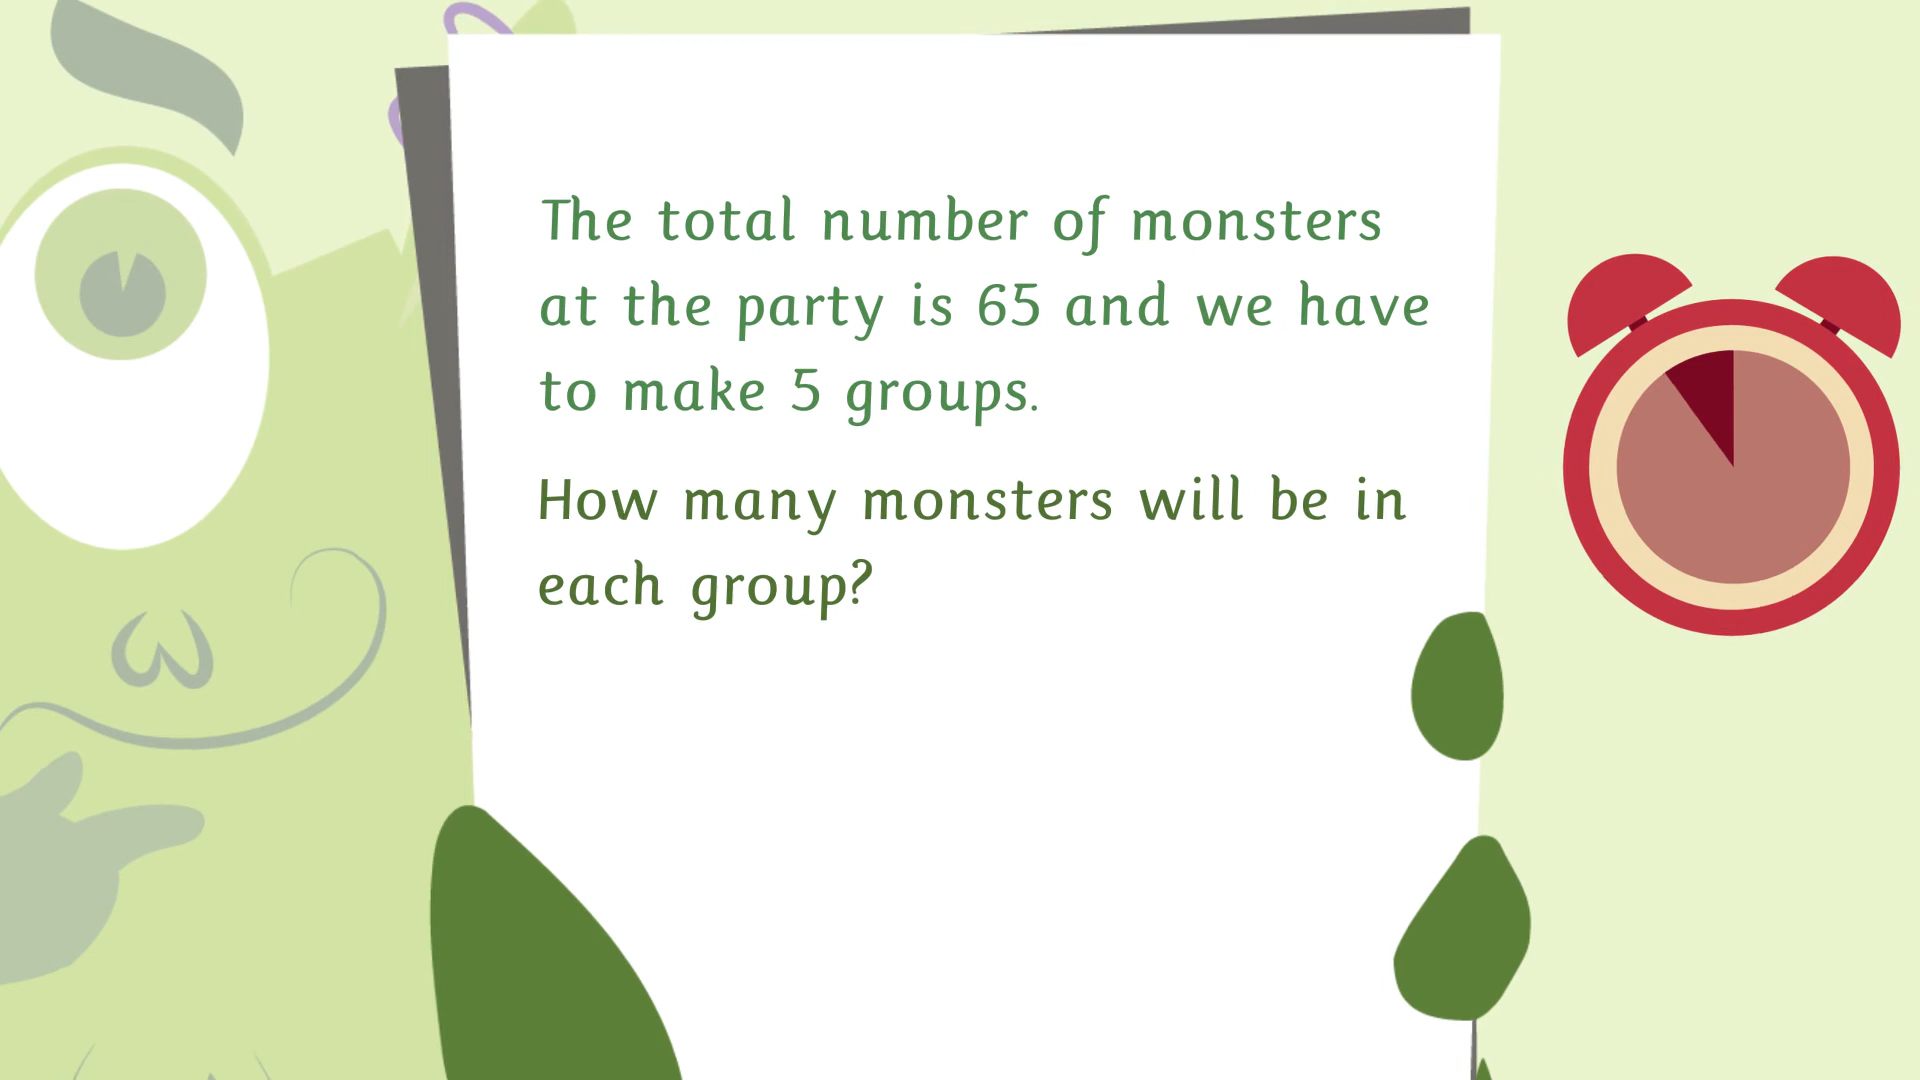 The total number of monsters
at the party is 65 and we have
to make 5 groups.
How many monsters will be in
each group?